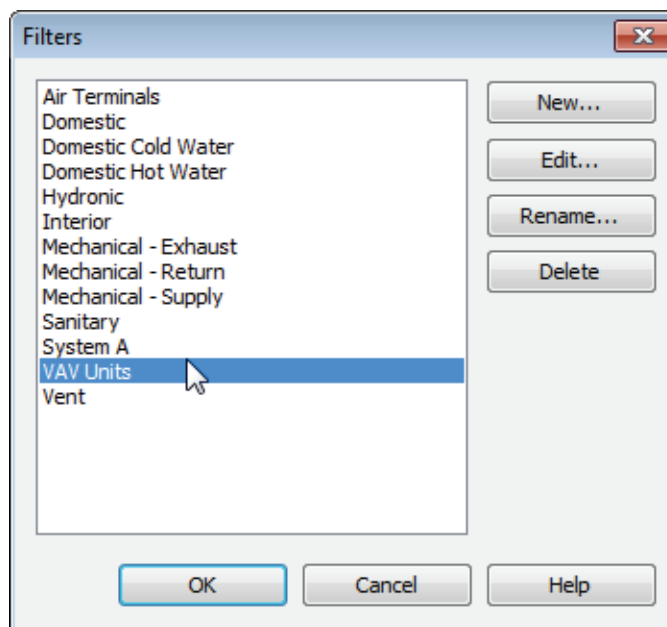 Filters
Air Terminals
Domestic
Domestic Cold Water
Domestic Hot Water
Hydronic
Interior
Mechanical - Exhaust
Mechanical - Return
Mechanical - Supply
Sanitary
System A
VAV Units
Vent
New...
Edit...
Rename...
Delete
OK
Cancel
Help